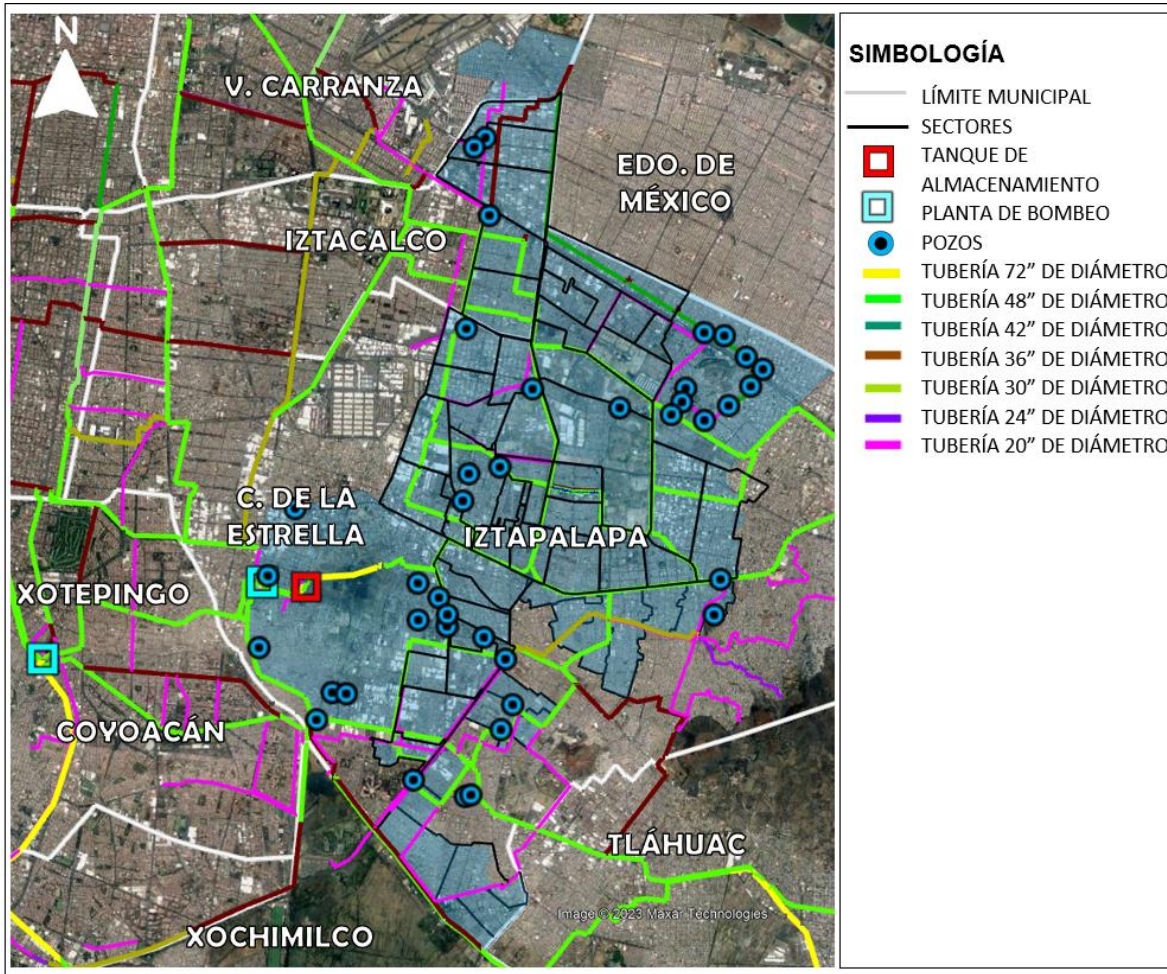 N
V. CARRANZA
EDO. DE
MÉXICO
IZTACALCO
C. DE LA
ESTRELLA
IZTAPALAPA
XOTEPINGO
COYOACÁN
TLÁHUAC
XOCHIMILCO
Image © 2023 Maxar Technologies
SIMBOLOGÍA
LÍMITE MUNICIPAL
SECTORES
TANQUE DE
ALMACENAMIENTO
PLANTA DE BOMBEO
POZOS
TUBERÍA 72” DE DIÁMETRO
TUBERÍA 48” DE DIÁMETRO
TUBERÍA 42” DE DIÁMETRO
TUBERÍA 36” DE DIÁMETRO
TUBERÍA 30” DE DIÁMETRO
TUBERÍA 24” DE DIÁMETRO
TUBERÍA 20” DE DIÁMETRO